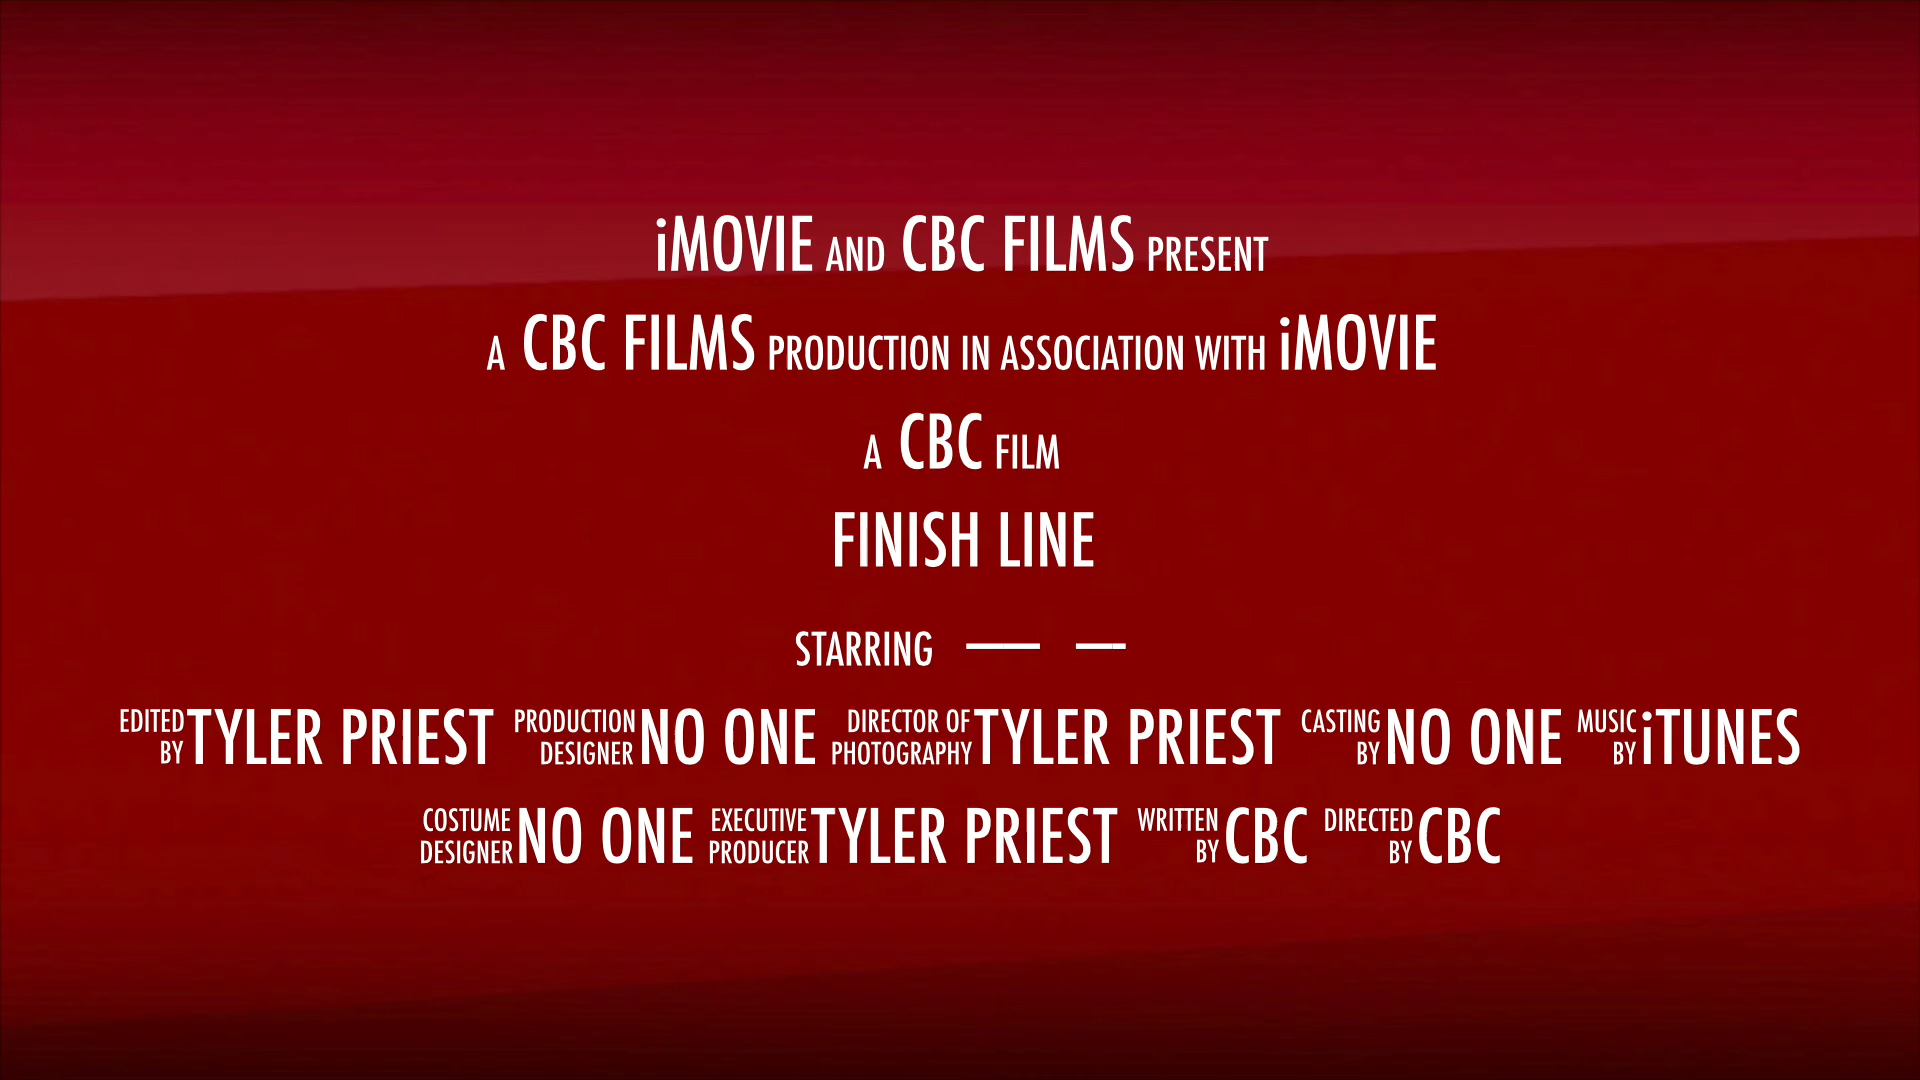 iMOVIE AND CBC FILMS PRESENT
A CBC FILMS PRODUCTION IN ASSOCIATION WITH iMOVIE
A CBC FILM
FINISH LINE
STARRING — —
EDITED BY TYLER PRIEST PRODUCTION DESIGNER NO ONE DIRECTOR OF PHOTOGRAPHY TYLER PRIEST CASTING BY NO ONE MUSIC BY iTUNES
COSTUME DESIGNER NO ONE EXECUTIVE PRODUCER TYLER PRIEST WRITTEN BY CBC DIRECTED BY CBC